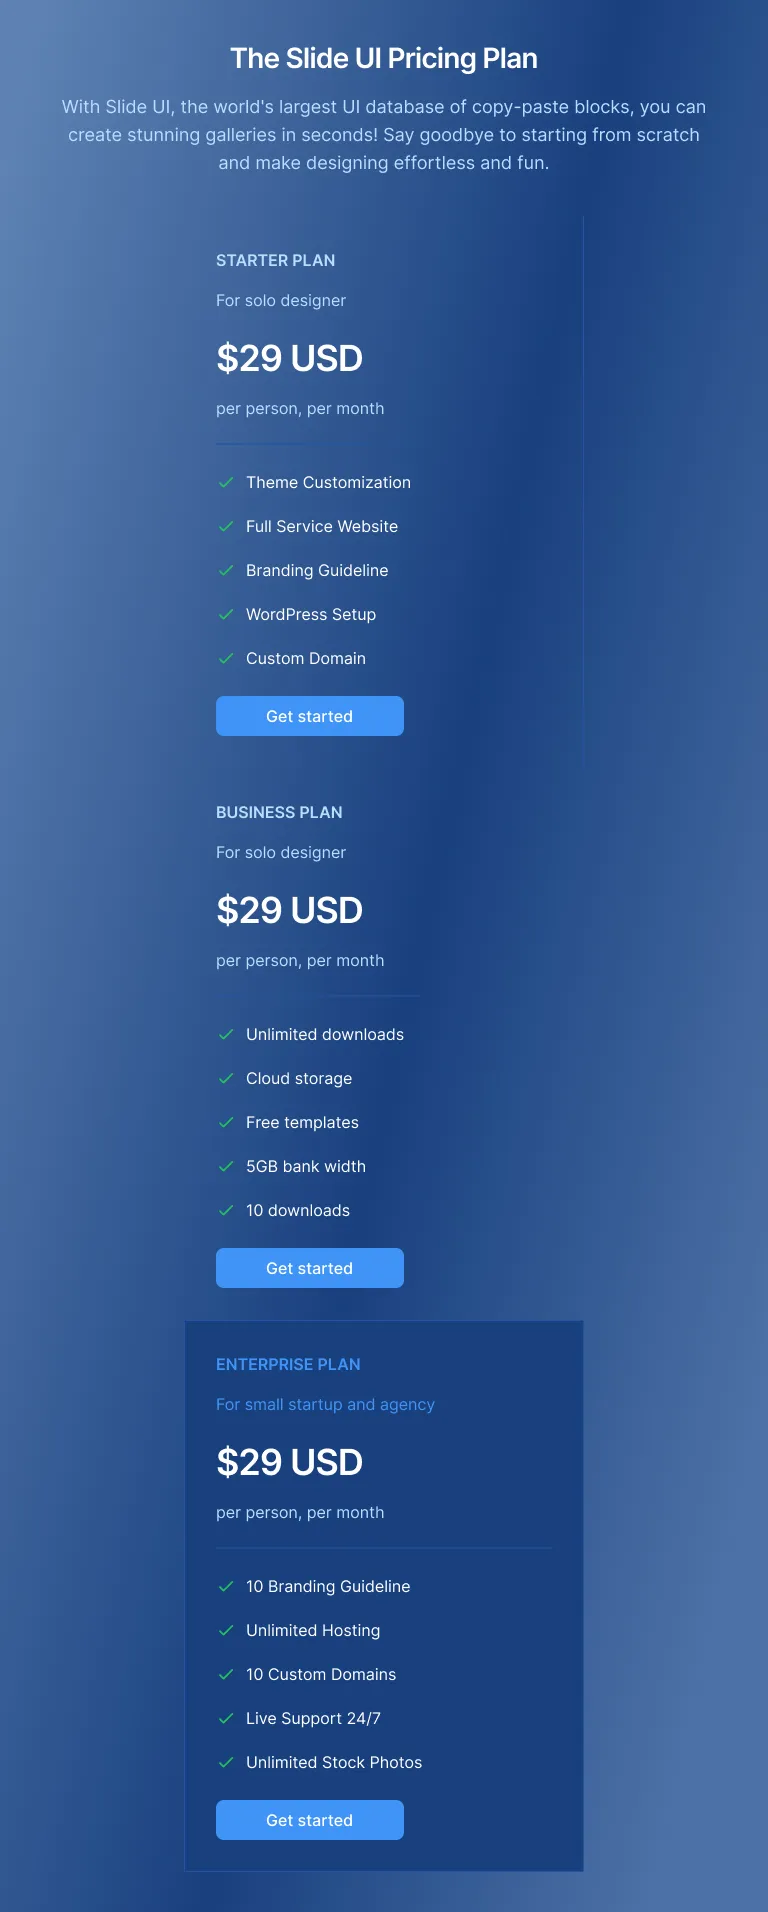 The Slide UI Pricing Plan
With Slide UI, the world's largest UI database of copy-paste blocks, you can
create stunning galleries in seconds! Say goodbye to starting from scratch
and make designing effortless and fun.
STARTER PLAN
For solo designer
$29 USD
per person, per month
Theme Customization
Full Service Website
Branding Guideline
WordPress Setup
Custom Domain
Get started
BUSINESS PLAN
For solo designer
$29 USD
per person, per month
Unlimited downloads
Cloud storage
Free templates
5GB bank width
10 downloads
Get started
ENTERPRISE PLAN
For small startup and agency
$29 USD
per person, per month
10 Branding Guideline
Unlimited Hosting
10 Custom Domains
Live Support 24/7
Unlimited Stock Photos
Get started